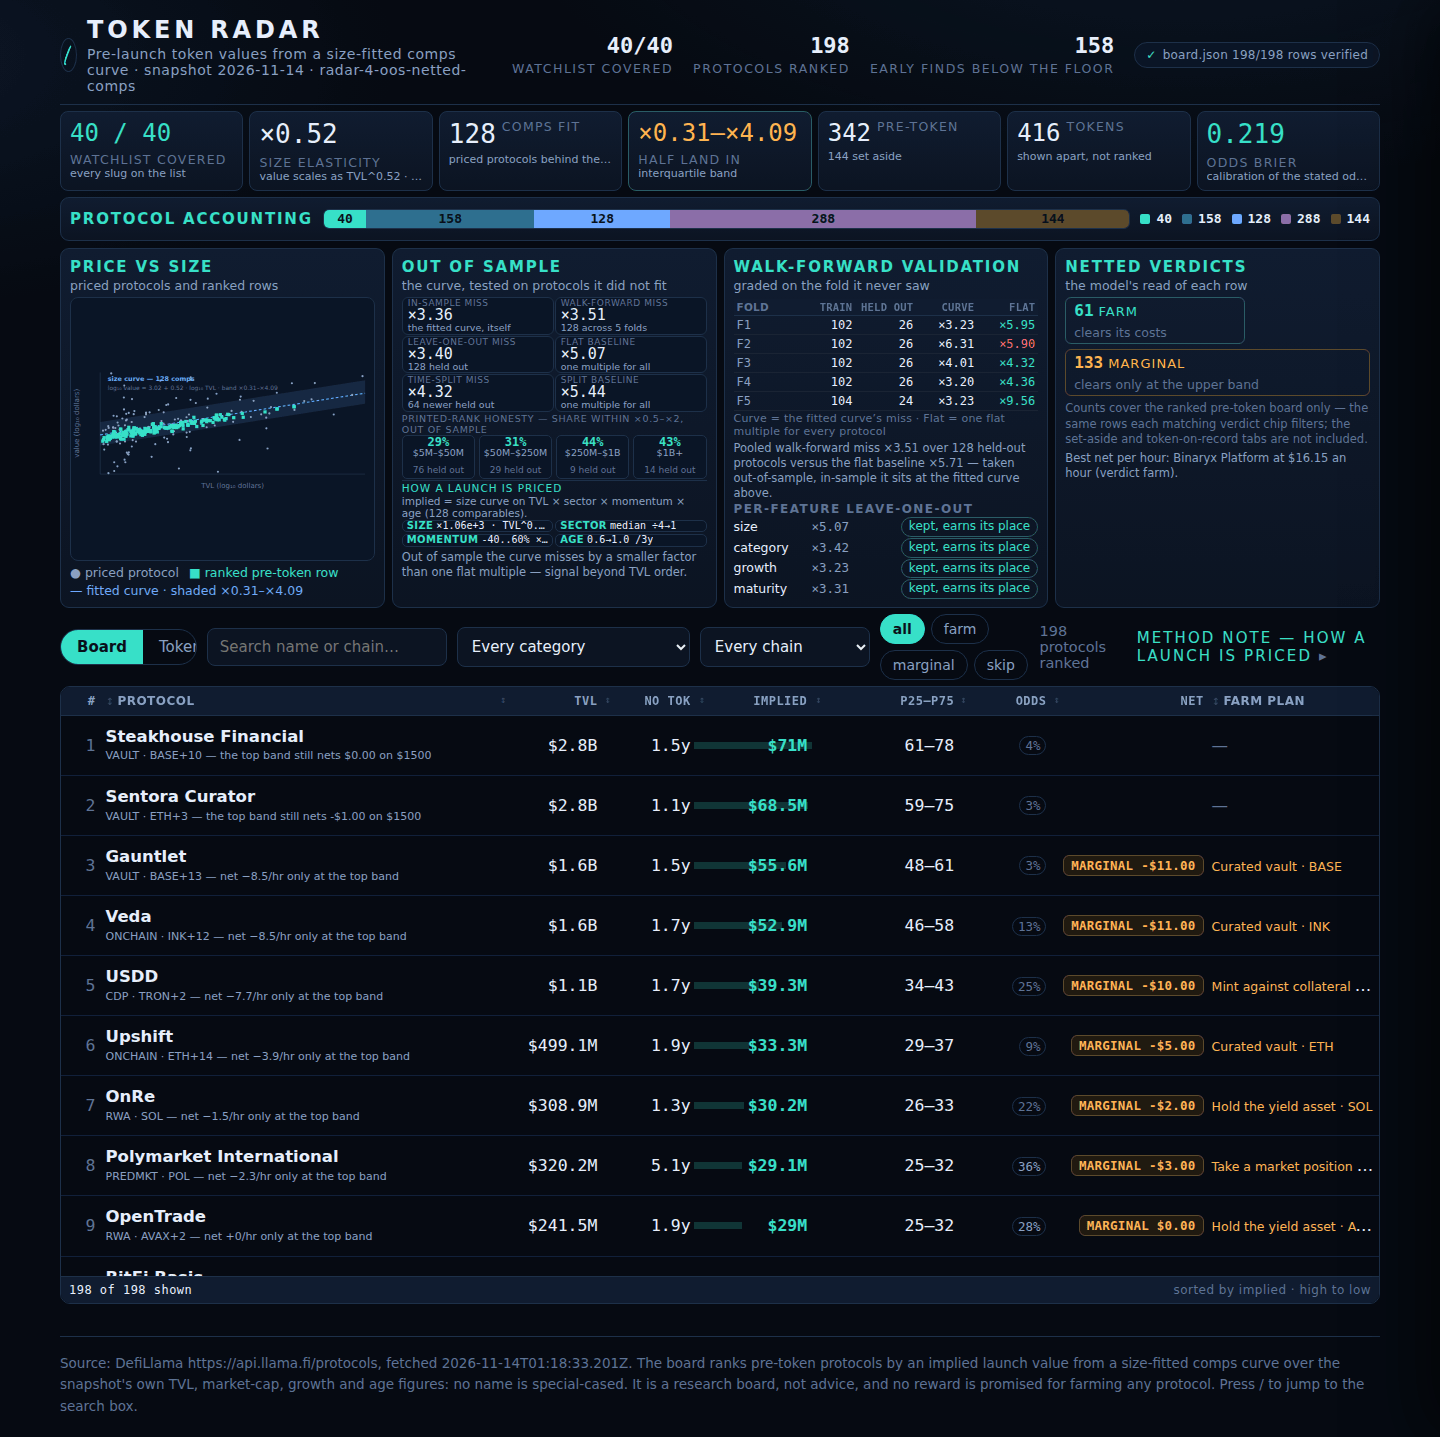 TOKEN RADAR
Pre-launch token values from a size-fitted comps
curve · snapshot 2026-11-14 · radar-4-oos-netted-
comps
40/40
WATCHLIST COVERED
198
PROTOCOLS RANKED
158
EARLY FINDS BELOW THE FLOOR
✓ board.json 198/198 rows verified
40 / 40
WATCHLIST COVERED
every slug on the list
×0.52
SIZE ELASTICITY
value scales as TVL^0.52 · …
128 COMPS FIT
priced protocols behind the…
×0.31–×4.09
HALF LAND IN
interquartile band
342 PRE-TOKEN
144 set aside
416 TOKENS
shown apart, not ranked
0.219
ODDS BRIER
calibration of the stated od…
PROTOCOL ACCOUNTING
40 158 128 288 144
40 158 128 288 144
PRICE VS SIZE
priced protocols and ranked rows
size curve — 128 comps
value (log₁₀ dollars)
TVL (log₁₀ dollars)
● priced protocol ■ ranked pre-token row
— fitted curve · shaded ×0.31–×4.09
OUT OF SAMPLE
the curve, tested on protocols it did not fit
IN-SAMPLE MISS
×3.36
the fitted curve, itself
WALK-FORWARD MISS
×3.51
128 across 5 folds
LEAVE-ONE-OUT MISS
×3.40
128 held out
FLAT BASELINE
×5.07
one multiple for all
TIME-SPLIT MISS
×4.32
64 newer held out
SPLIT BASELINE
×5.44
one multiple for all
PRINTED-RANK HONESTY — SHARE WITHIN ×0.5–×2,
OUT OF SAMPLE
29%
$5M–$50M
76 held out
31%
$50M–$250M
29 held out
44%
$250M–$1B
9 held out
43%
$1B+
14 held out
HOW A LAUNCH IS PRICED
implied = size curve on TVL × sector × momentum ×
age (128 comparables).
SIZE ×1.06e+3 · TVL^0.…
SECTOR median ÷4→1
MOMENTUM -40..60% ×…
AGE 0.6→1.0 /3y
Out of sample the curve misses by a smaller factor
than one flat multiple — signal beyond TVL order.
WALK-FORWARD VALIDATION
graded on the fold it never saw
FOLD TRAIN HELD OUT CURVE FLAT
F1 102 26 ×3.23 ×5.95
F2 102 26 ×6.31 ×5.90
F3 102 26 ×4.01 ×4.32
F4 102 26 ×3.20 ×4.36
F5 104 24 ×3.23 ×9.56
Curve = the fitted curve's miss · Flat = one flat
multiple for every protocol
Pooled walk-forward miss ×3.51 over 128 held-out
protocols versus the flat baseline ×5.71 — taken
out-of-sample, in-sample it sits at the fitted curve
above.
PER-FEATURE LEAVE-ONE-OUT
size ×5.07 kept, earns its place
category ×3.42 kept, earns its place
growth ×3.23 kept, earns its place
maturity ×3.31 kept, earns its place
NETTED VERDICTS
the model's read of each row
61 FARM
clears its costs
133 MARGINAL
clears only at the upper band
Counts cover the ranked pre-token board only — the
same rows each matching verdict chip filters; the
set-aside and token-on-record tabs are not included.
Best net per hour: Binaryx Platform at $16.15 an
hour (verdict farm).
Board Token
Search name or chain…
Every category
Every chain
all farm
marginal skip
198
protocols
ranked
METHOD NOTE — HOW A
LAUNCH IS PRICED ▸
# ↕ PROTOCOL ↕ TVL ↕ NO TOK ↕ IMPLIED ↕ P25–P75 ↕ ODDS ↕ NET ↕ FARM PLAN
1 Steakhouse Financial $2.8B 1.5y $71M 61–78 4% —
VAULT · BASE+10 — the top band still nets $0.00 on $1500
2 Sentora Curator $2.8B 1.1y $68.5M 59–75 3% —
VAULT · ETH+3 — the top band still nets -$1.00 on $1500
3 Gauntlet $1.6B 1.5y $55.6M 48–61 3% MARGINAL -$11.00 Curated vault · BASE
VAULT · BASE+13 — net −8.5/hr only at the top band
4 Veda $1.6B 1.7y $52.9M 46–58 13% MARGINAL -$11.00 Curated vault · INK
ONCHAIN · INK+12 — net −8.5/hr only at the top band
5 USDD $1.1B 1.7y $39.3M 34–43 25% MARGINAL -$10.00 Mint against collateral …
CDP · TRON+2 — net −7.7/hr only at the top band
6 Upshift $499.1M 1.9y $33.3M 29–37 9% MARGINAL -$5.00 Curated vault · ETH
ONCHAIN · ETH+14 — net −3.9/hr only at the top band
7 OnRe $308.9M 1.3y $30.2M 26–33 22% MARGINAL -$2.00 Hold the yield asset · SOL
RWA · SOL — net −1.5/hr only at the top band
8 Polymarket International $320.2M 5.1y $29.1M 25–32 36% MARGINAL -$3.00 Take a market position …
PREDMKT · POL — net −2.3/hr only at the top band
9 OpenTrade $241.5M 1.9y $29M 25–32 28% MARGINAL $0.00 Hold the yield asset · A…
RWA · AVAX+2 — net +0/hr only at the top band
198 of 198 shown
sorted by implied · high to low
Source: DefiLlama https://api.llama.fi/protocols, fetched 2026-11-14T01:18:33.201Z. The board ranks pre-token protocols by an implied launch value from a size-fitted comps curve over the
snapshot's own TVL, market-cap, growth and age figures: no name is special-cased. It is a research board, not advice, and no reward is promised for farming any protocol. Press / to jump to the
search box.